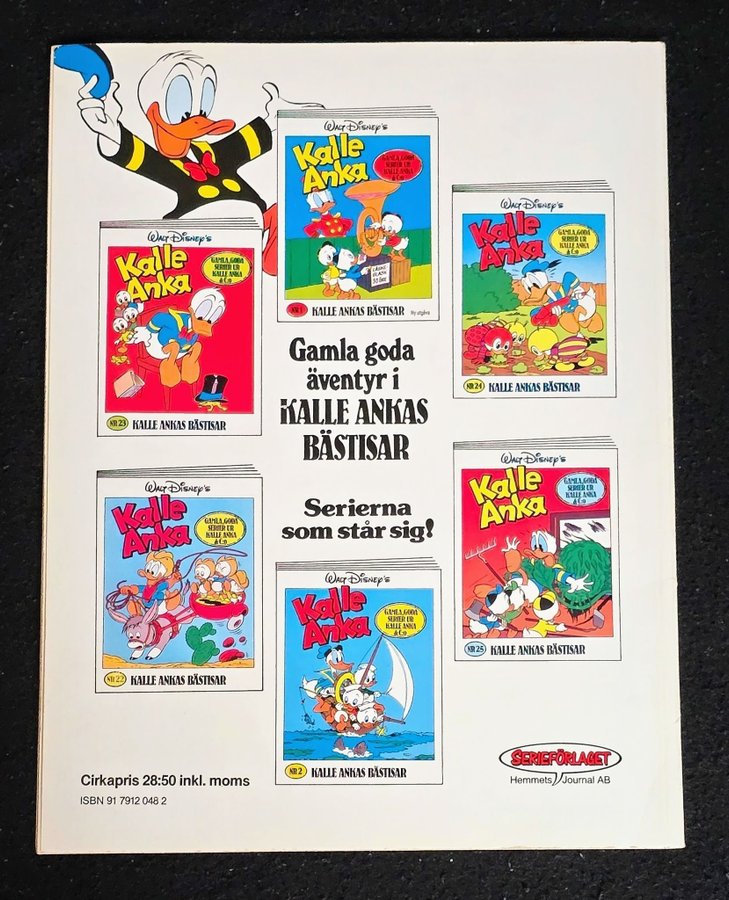 Walt Disney's
Kalle
Anka
GAMLA, GODA
SERIER UR
KALLE ANKA
& C:o
LÅKNE
BLÅSA
50 ÖRE
NR 1 KALLE ANKAS BÄSTISAR Ny utgåva
Walt Disney's
Kalle
Anka
GAMLA, GODA
SERIER UR
KALLE ANKA
& C:o
NR 23 KALLE ANKAS BÄSTISAR
Walt Disney's
Kalle
Anka
GAMLA, GODA
SERIER UR
KALLE ANKA
& C:o
NR 24 KALLE ANKAS BÄSTISAR
Gamla goda
äventyr i
KALLE ANKAS
BÄSTISAR
Serierna
som står sig!
Walt Disney's
Kalle
Anka
GAMLA, GODA
SERIER UR
KALLE ANKA
& C:o
NR 22 KALLE ANKAS BÄSTISAR
Walt Disney's
Kalle
Anka
GAMLA, GODA
SERIER UR
KALLE ANKA
& C:o
NR 2 KALLE ANKAS BÄSTISAR
Walt Disney's
Kalle
Anka
GAMLA, GODA
SERIER UR
KALLE ANKA
& C:o
NR 25 KALLE ANKAS BÄSTISAR
Cirkapris 28:50 inkl. moms
ISBN 91 7912 048 2
SERIEFÖRLAGET
Hemmets Journal AB